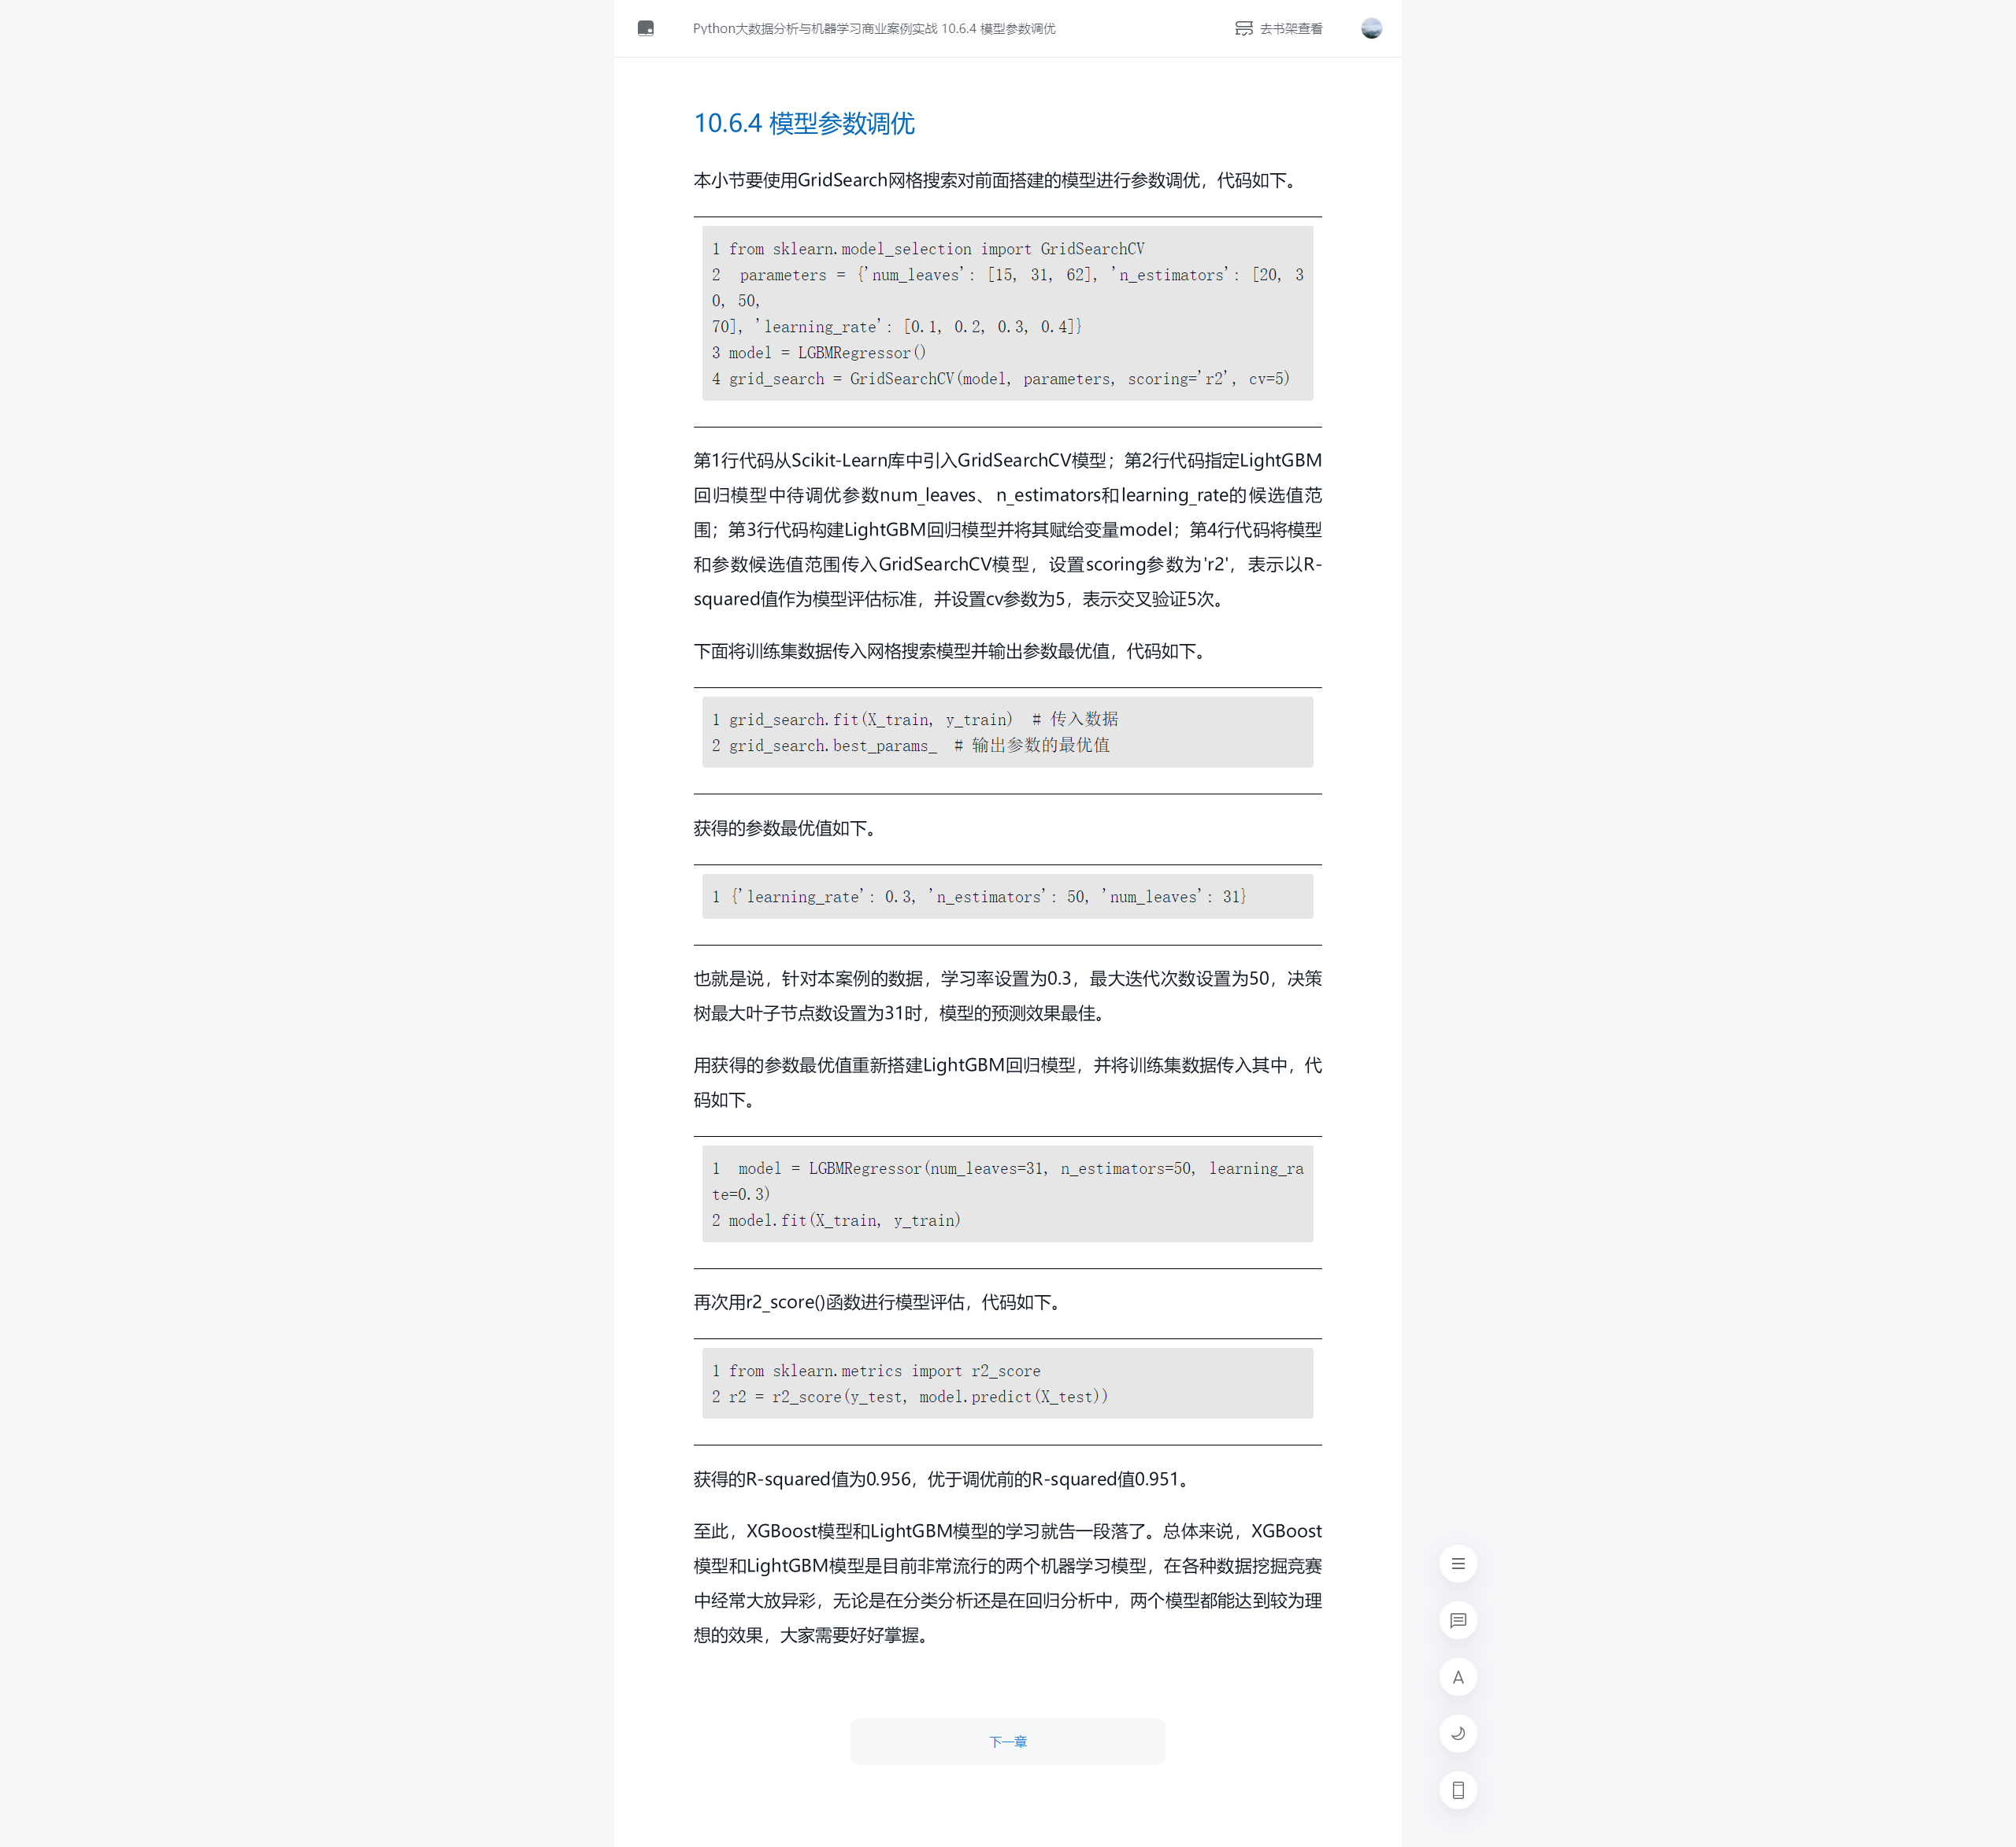 Python大数据分析与机器学习商业案例实战 10.6.4 模型参数调优
去书架查看
10.6.4 模型参数调优
本小节要使用GridSearch网格搜索对前面搭建的模型进行参数调优，代码如下。
1 from sklearn.model_selection import GridSearchCV
2  parameters = {'num_leaves': [15, 31, 62], 'n_estimators': [20, 3
0, 50,
70], 'learning_rate': [0.1, 0.2, 0.3, 0.4]}
3 model = LGBMRegressor()
4 grid_search = GridSearchCV(model, parameters, scoring='r2', cv=5)
第1行代码从Scikit-Learn库中引入GridSearchCV模型；第2行代码指定LightGBM
回归模型中待调优参数num_leaves、n_estimators和learning_rate的候选值范
围；第3行代码构建LightGBM回归模型并将其赋给变量model；第4行代码将模型
和参数候选值范围传入GridSearchCV模型，设置scoring参数为'r2'，表示以R-
squared值作为模型评估标准，并设置cv参数为5，表示交叉验证5次。
下面将训练集数据传入网格搜索模型并输出参数最优值，代码如下。
1 grid_search.fit(X_train, y_train)  # 传入数据
2 grid_search.best_params_  # 输出参数的最优值
获得的参数最优值如下。
1 {'learning_rate': 0.3, 'n_estimators': 50, 'num_leaves': 31}
也就是说，针对本案例的数据，学习率设置为0.3，最大迭代次数设置为50，决策
树最大叶子节点数设置为31时，模型的预测效果最佳。
用获得的参数最优值重新搭建LightGBM回归模型，并将训练集数据传入其中，代
码如下。
1  model = LGBMRegressor(num_leaves=31, n_estimators=50, learning_ra
te=0.3)
2 model.fit(X_train, y_train)
再次用r2_score()函数进行模型评估，代码如下。
1 from sklearn.metrics import r2_score
2 r2 = r2_score(y_test, model.predict(X_test))
获得的R-squared值为0.956，优于调优前的R-squared值0.951。
至此，XGBoost模型和LightGBM模型的学习就告一段落了。总体来说，XGBoost
模型和LightGBM模型是目前非常流行的两个机器学习模型，在各种数据挖掘竞赛
中经常大放异彩，无论是在分类分析还是在回归分析中，两个模型都能达到较为理
想的效果，大家需要好好掌握。
A
下一章